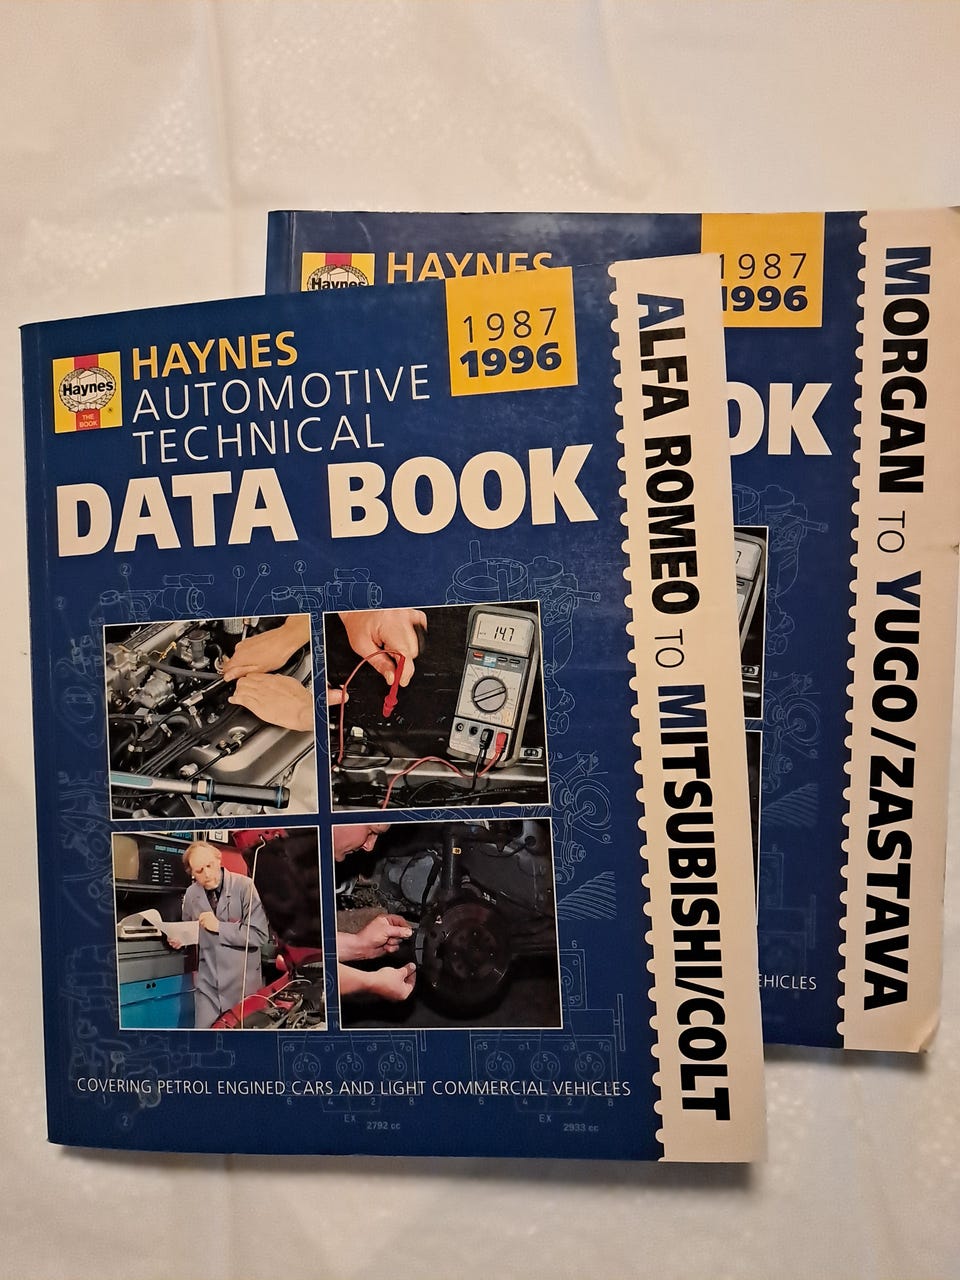 Haynes
THE
BOOK
HAYNES
AUTOMOTIVE
TECHNICAL
DATA BOOK
1987
1996
ALFA ROMEO TO MITSUBISHI/COLT
14.7
COVERING PETROL ENGINED CARS AND LIGHT COMMERCIAL VEHICLES
EX
2792 cc
2933 cc
Haynes
HAYNES
1987
1996
OK
EHICLES
MORGAN TO YUGO/ZASTAVA